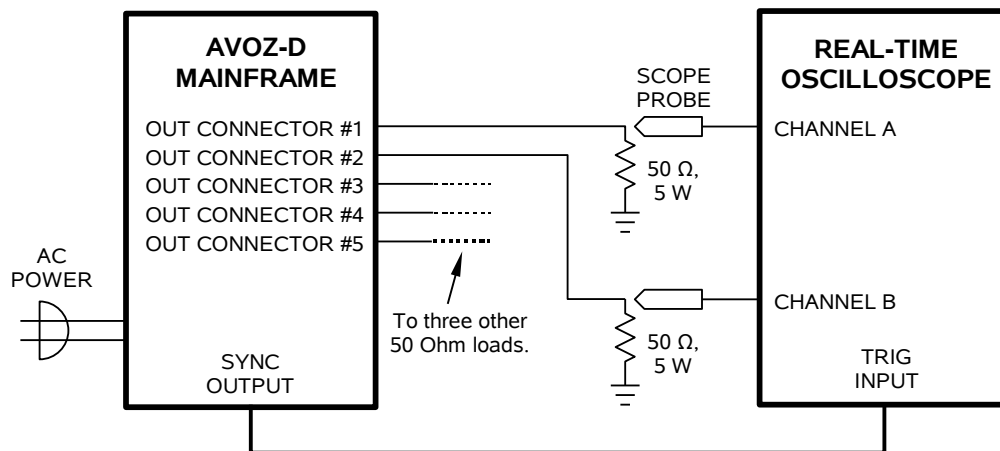 AVOZ-D
MAINFRAME
OUT CONNECTOR #1
OUT CONNECTOR #2
OUT CONNECTOR #3
OUT CONNECTOR #4
OUT CONNECTOR #5
AC
POWER
SYNC
OUTPUT
To three other
50 Ohm loads.
SCOPE
PROBE
50 Ω,
5 W
50 Ω,
5 W
REAL-TIME
OSCILLOSCOPE
CHANNEL A
CHANNEL B
TRIG
INPUT